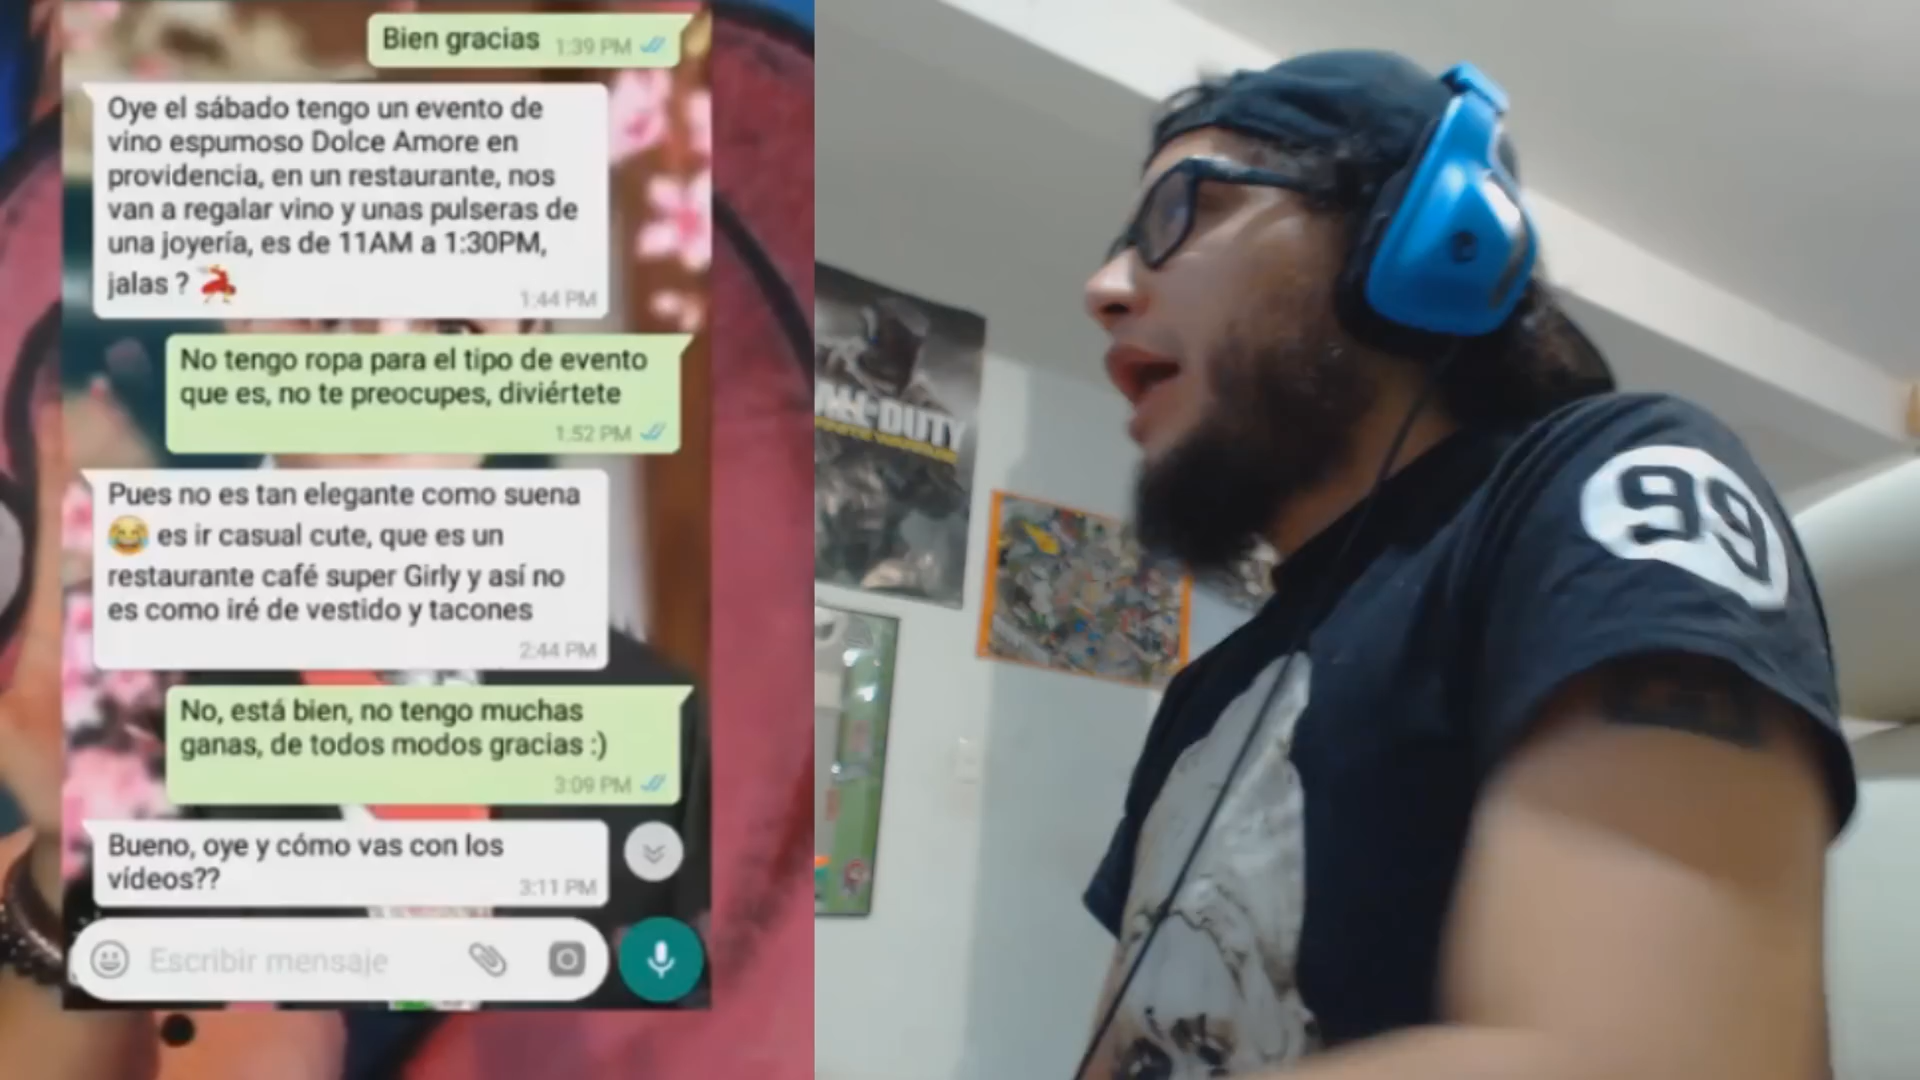 Bien gracias 1:39 PM
Oye el sábado tengo un evento de
vino espumoso Dolce Amore en
providencia, en un restaurante, nos
van a regalar vino y unas pulseras de
una joyería, es de 11AM a 1:30PM,
jalas ?
1:44 PM
No tengo ropa para el tipo de evento
que es, no te preocupes, diviértete
1:52 PM
Pues no es tan elegante como suena
😂 es ir casual cute, que es un
restaurante café super Girly y así no
es como iré de vestido y tacones
2:44 PM
No, está bien, no tengo muchas
ganas, de todos modos gracias :)
3:09 PM
Bueno, oye y cómo vas con los
vídeos??
3:11 PM
Escribir mensaje
DUTY
99